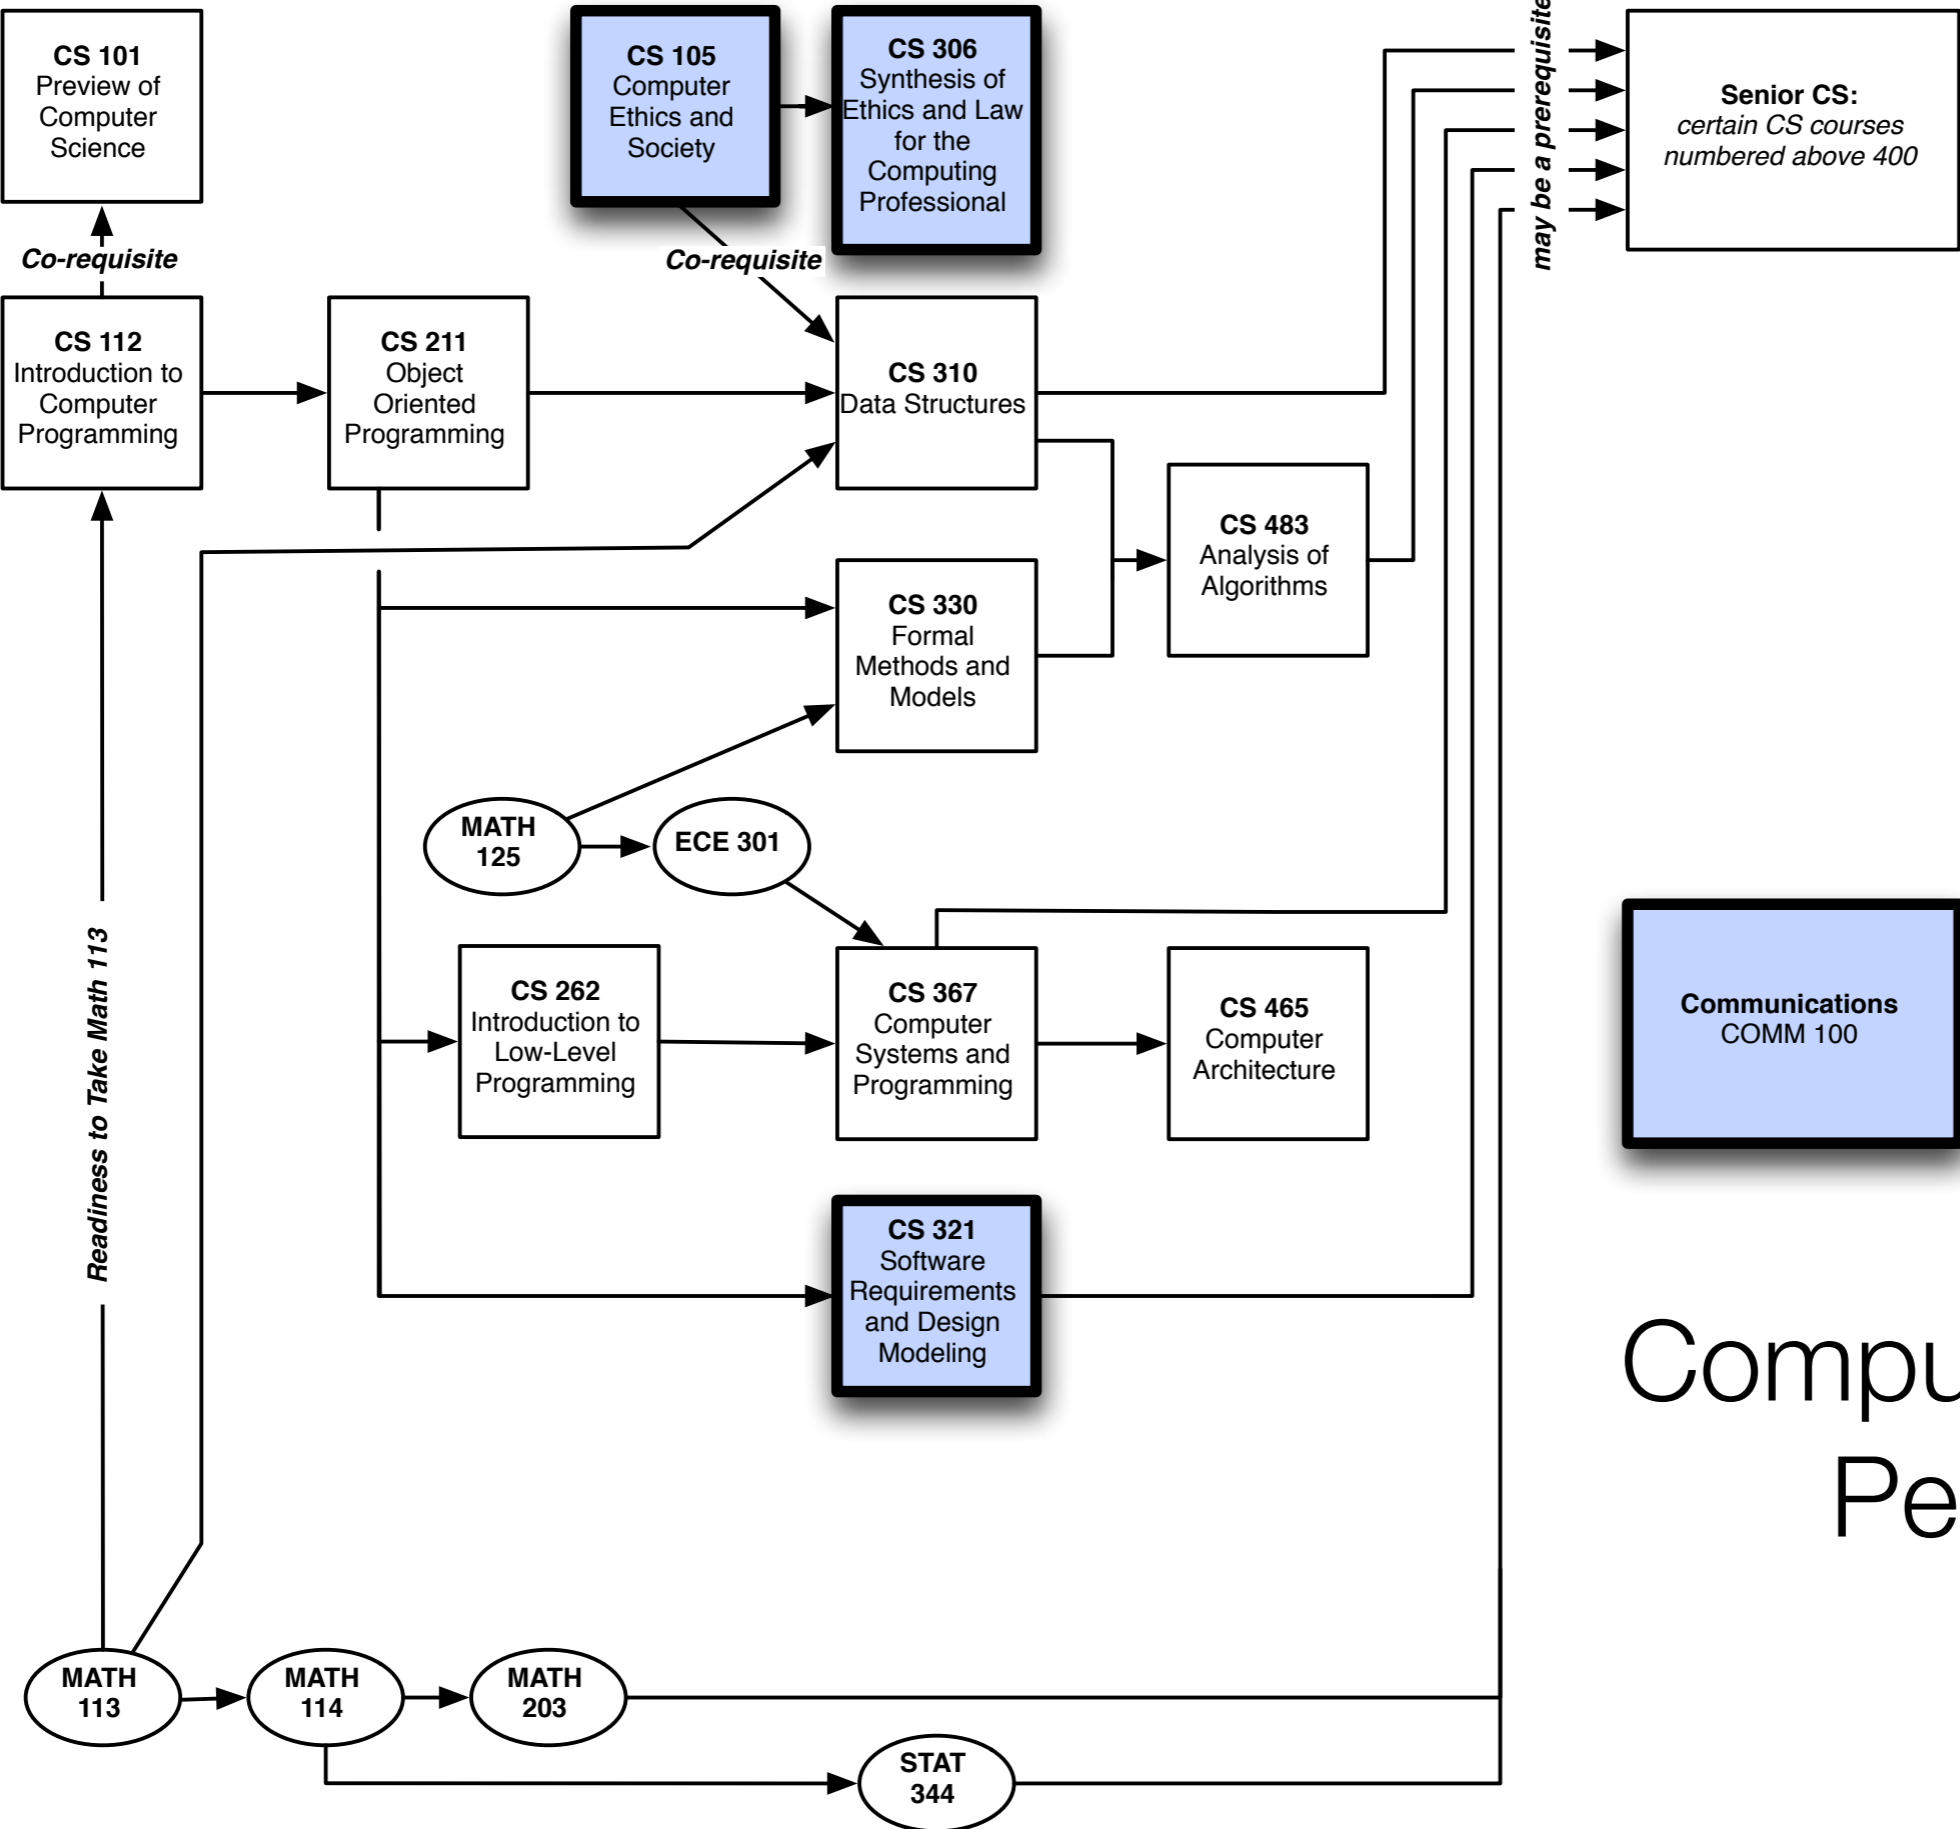 CS 101
Preview of
Computer
Science
CS 105
Computer
Ethics and
Society
CS 306
Synthesis of
Ethics and Law
for the
Computing
Professional
may be a prerequisite
Senior CS:
certain CS courses
numbered above 400
Co-requisite
Co-requisite
CS 112
Introduction to
Computer
Programming
CS 211
Object
Oriented
Programming
CS 310
Data Structures
CS 483
Analysis of
Algorithms
CS 330
Formal
Methods and
Models
MATH
125
ECE 301
Readiness to Take Math 113
CS 262
Introduction to
Low-Level
Programming
CS 367
Computer
Systems and
Programming
CS 465
Computer
Architecture
Communications
COMM 100
CS 321
Software
Requirements
and Design
Modeling
Compu
Pe
MATH
113
MATH
114
MATH
203
STAT
344